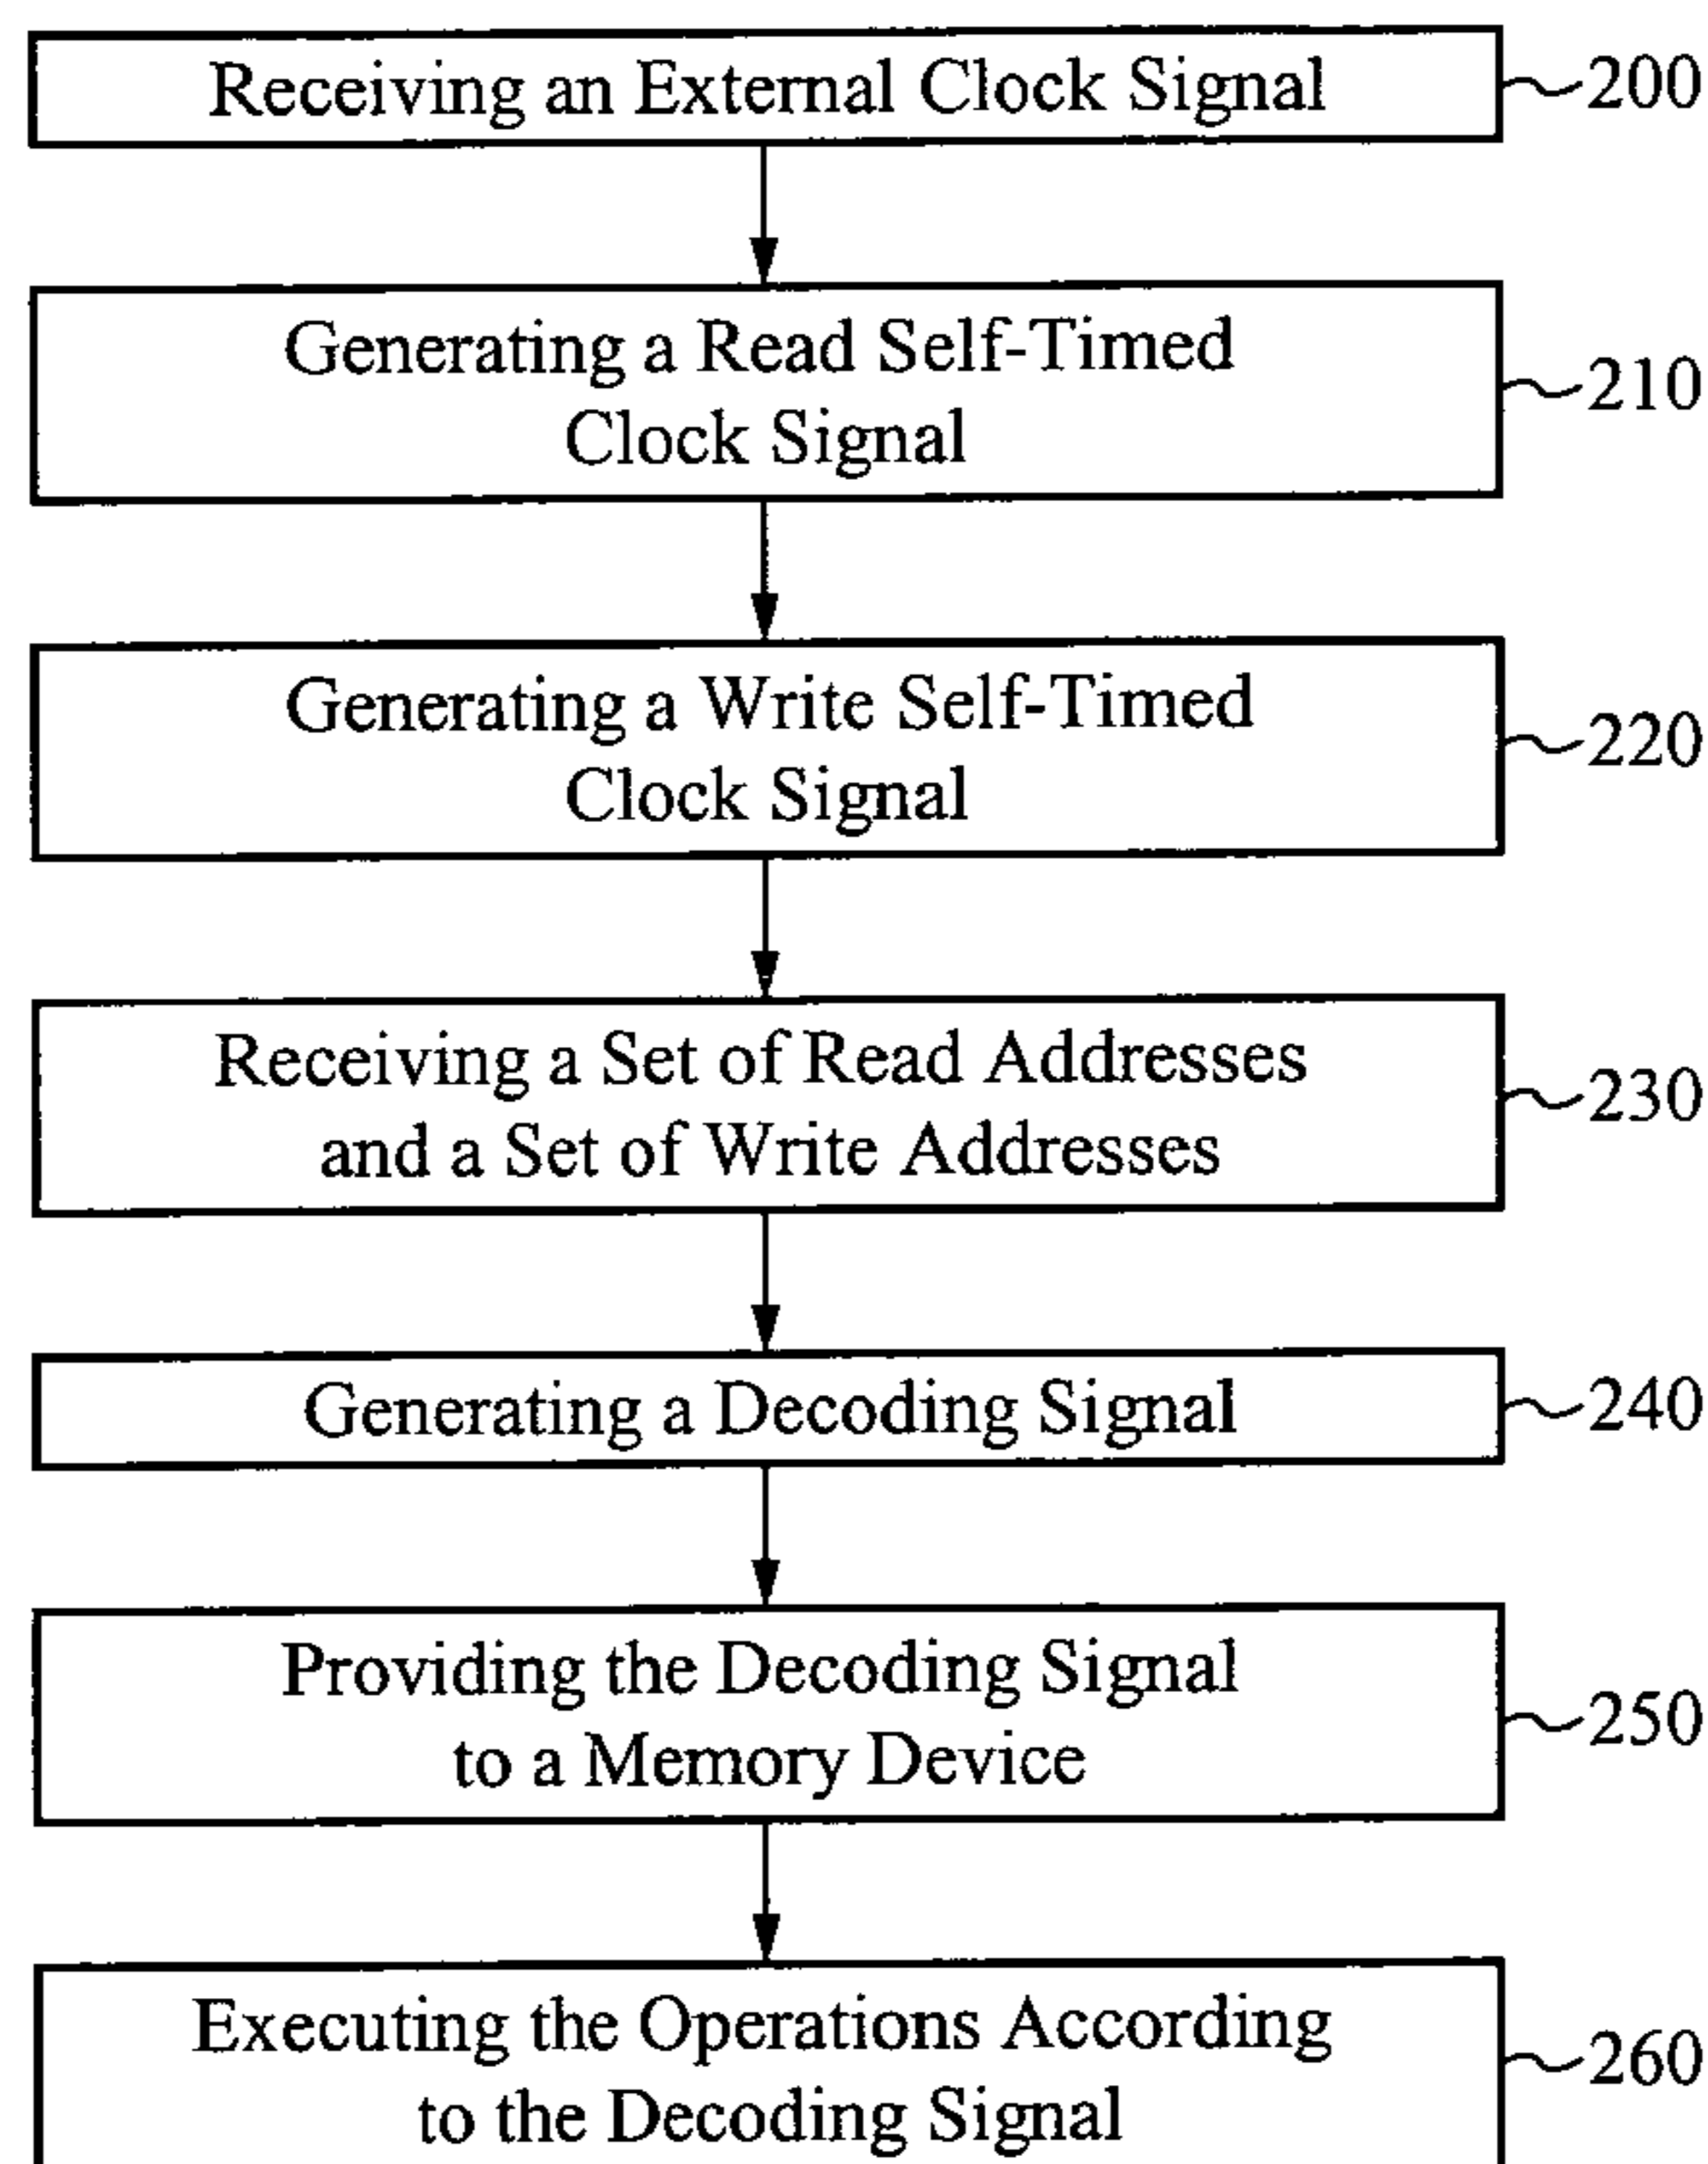 Receiving an External Clock Signal
200
Generating a Read Self-Timed
Clock Signal
210
Generating a Write Self-Timed
Clock Signal
220
Receiving a Set of Read Addresses
and a Set of Write Addresses
230
Generating a Decoding Signal
240
Providing the Decoding Signal
to a Memory Device
250
Executing the Operations According
to the Decoding Signal
260